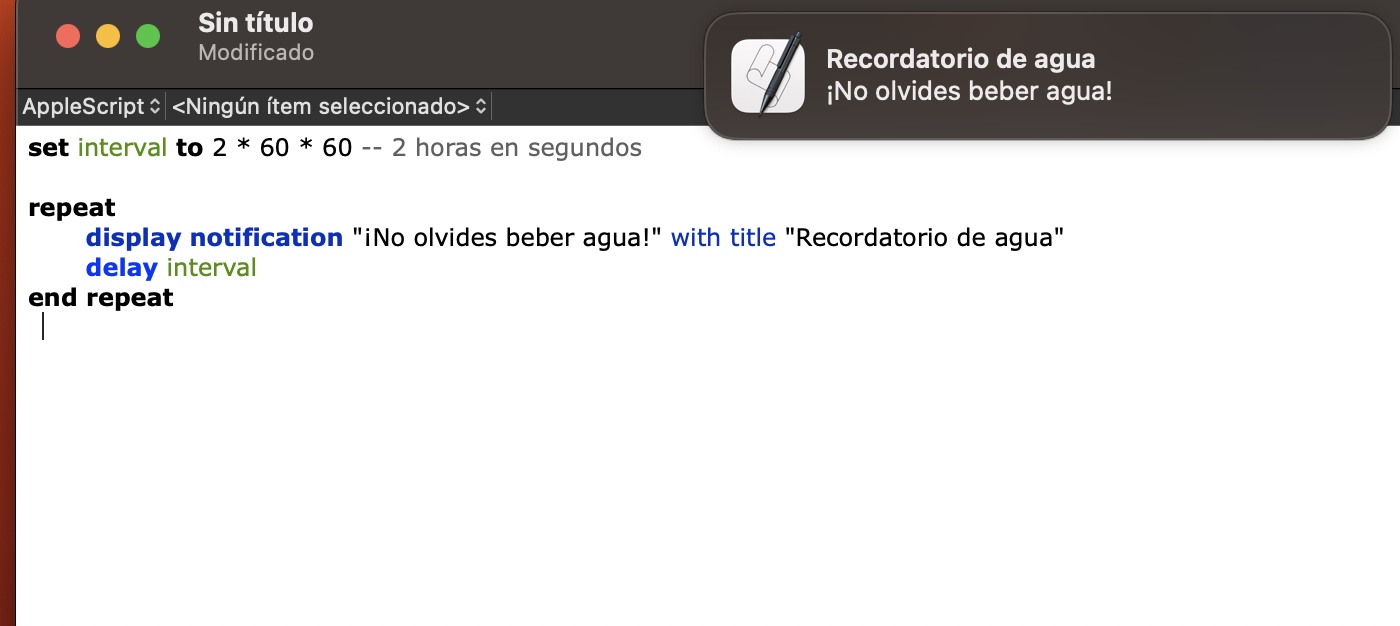 Sin título
Modificado
Recordatorio de agua
¡No olvides beber agua!
AppleScript <Ningún ítem seleccionado>
set interval to 2 * 60 * 60 -- 2 horas en segundos
repeat
display notification "¡No olvides beber agua!" with title "Recordatorio de agua"
delay interval
end repeat